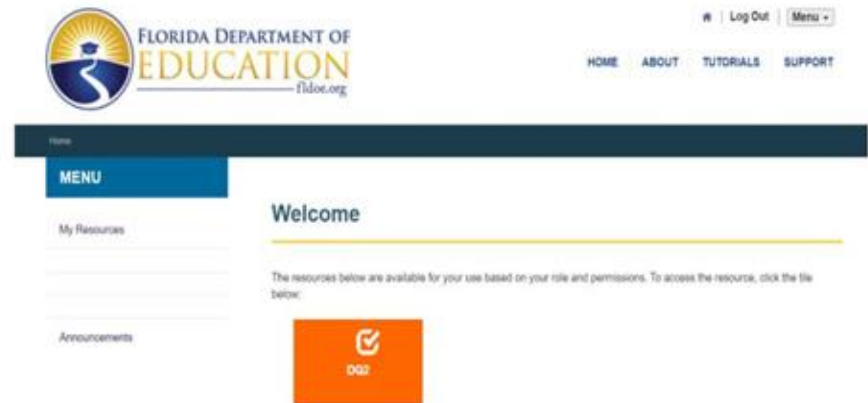 FLORIDA DEPARTMENT OF
EDUCATION
fldoe.org
Log Out
Menu
HOME ABOUT TUTORIALS SUPPORT
Home
MENU
My Resources
Announcements
Welcome
The resources below are available for your use based on your role and permissions. To access the resource, click the tile
below:
DQ2